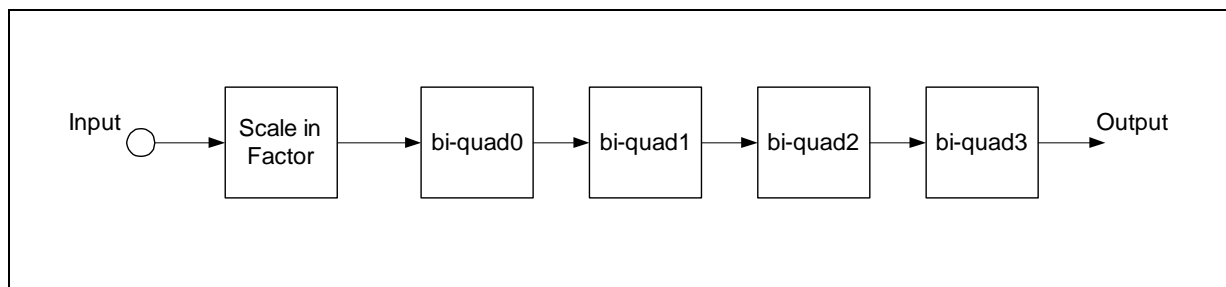 Input
Scale in
Factor
bi-quad0
bi-quad1
bi-quad2
bi-quad3
Output